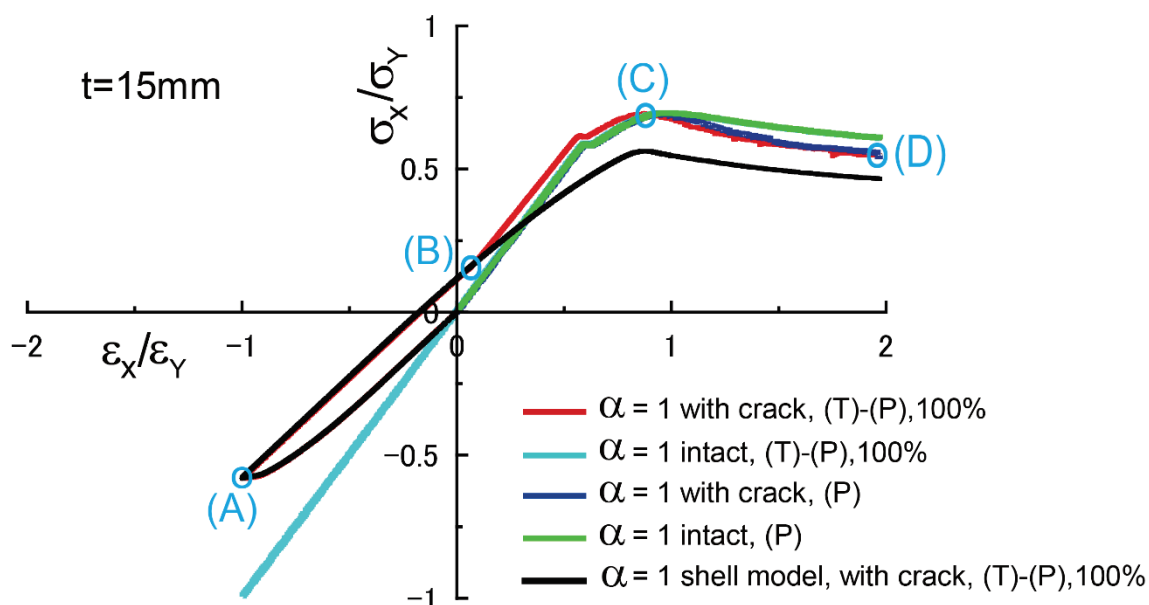 t=15mm
σX/σY
1
(C)
0.5
(D)
(B)
-2
-1
0
0
1
2
εX/εY
-0.5
(A)
-1
α = 1 with crack, (T)-(P),100%
α = 1 intact, (T)-(P),100%
α = 1 with crack, (P)
α = 1 intact, (P)
α = 1 shell model, with crack, (T)-(P),100%